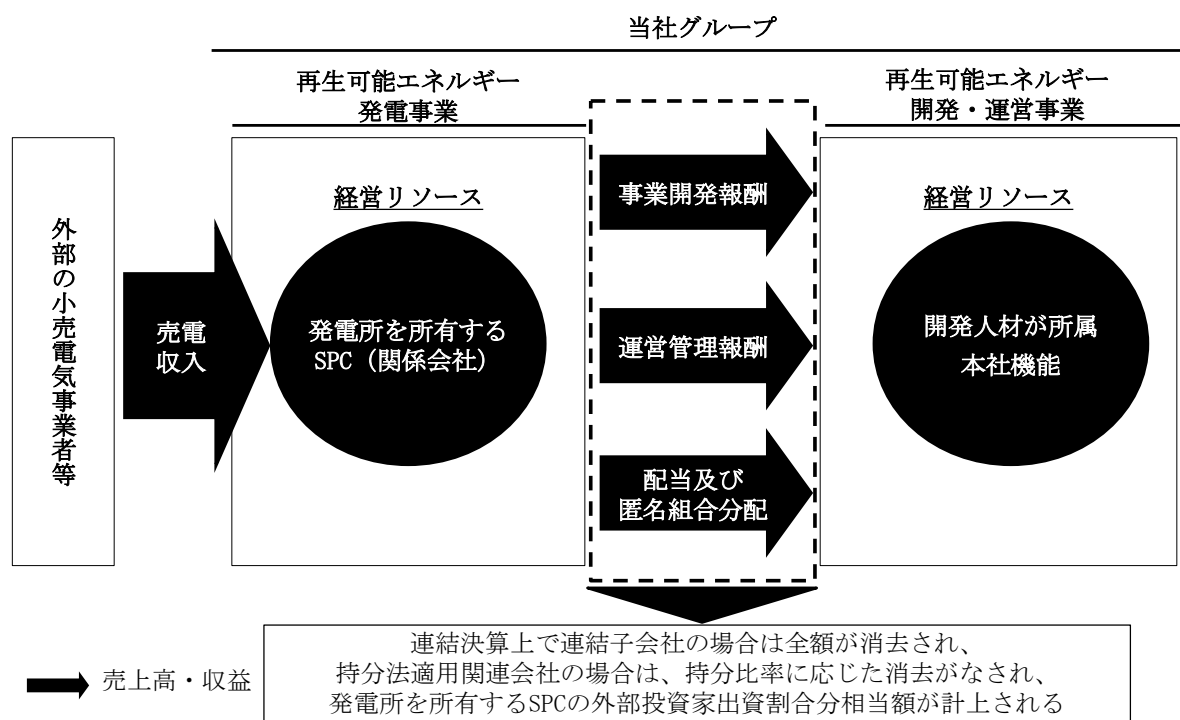 当社グループ
再生可能エネルギー
発電事業
再生可能エネルギー
開発・運営事業
外部の小売電気事業者等
売電
収入
経営リソース
発電所を所有する
SPC（関係会社）
事業開発報酬
運営管理報酬
配当及び
匿名組合分配
経営リソース
開発人材が所属
本社機能
売上高・収益
連結決算上で連結子会社の場合は全額が消去され、
持分法適用関連会社の場合は、持分比率に応じた消去がなされ、
発電所を所有するSPCの外部投資家出資割合分相当額が計上される